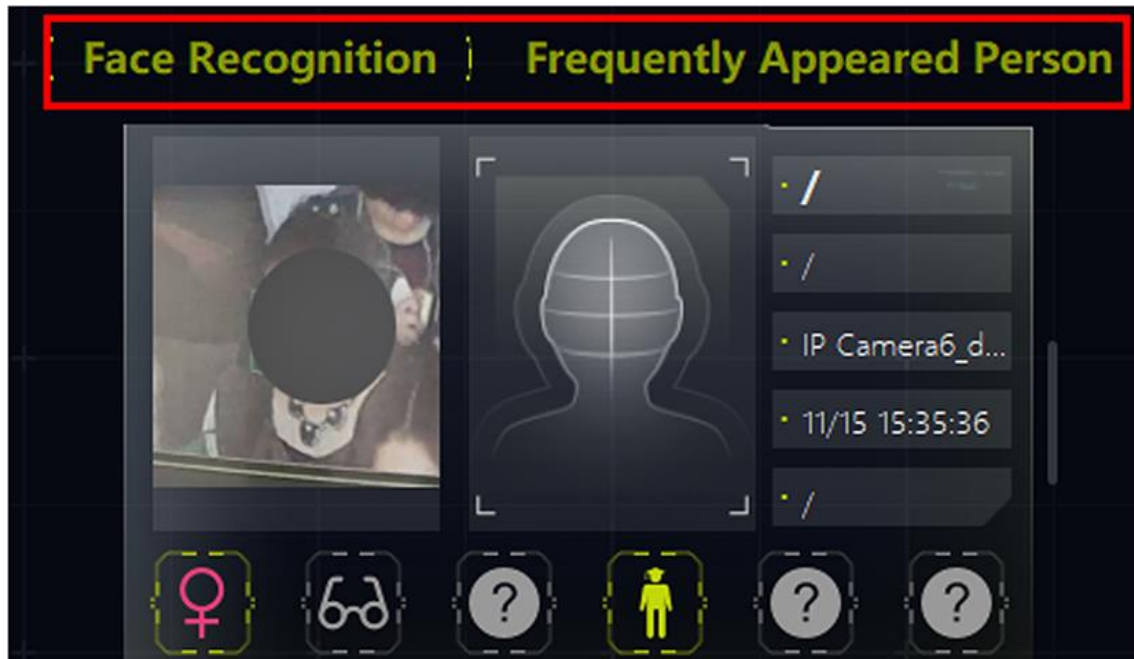 Face Recognition Frequently Appeared Person
/
/
IP Camera6_d...
11/15 15:35:36
/
? ? ?